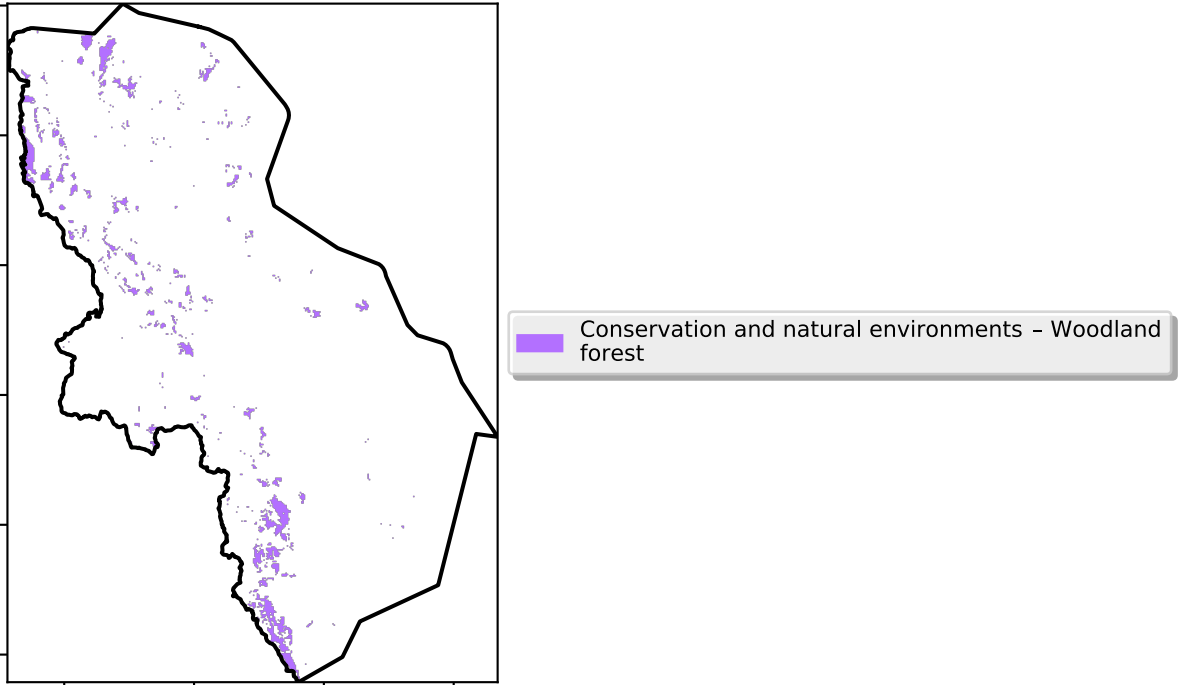 Conservation and natural environments – Woodland
forest